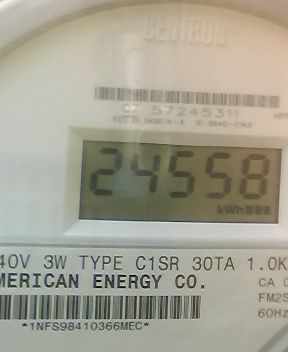 CENTRON
C7 57245311
24558
kWh
40V 3W TYPE C1SR 30TA 1.0K
MERICAN ENERGY CO.
CA
FM2S
60Hz
*1NFS98410366MEC*